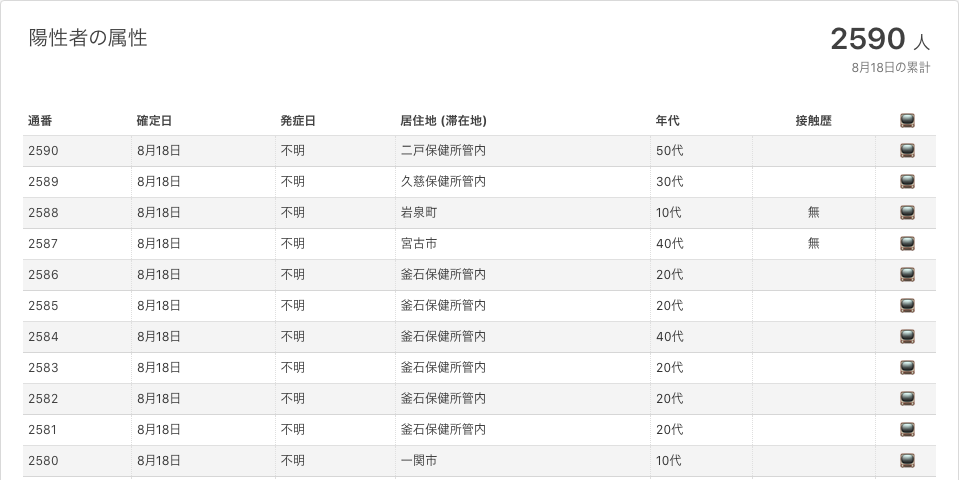 陽性者の属性
2590 人
8月18日の累計
通番 確定日 発症日 居住地 (滞在地) 年代 接触歴
2590 8月18日 不明 二戸保健所管内 50代
2589 8月18日 不明 久慈保健所管内 30代
2588 8月18日 不明 岩泉町 10代 無
2587 8月18日 不明 宮古市 40代 無
2586 8月18日 不明 釜石保健所管内 20代
2585 8月18日 不明 釜石保健所管内 20代
2584 8月18日 不明 釜石保健所管内 40代
2583 8月18日 不明 釜石保健所管内 20代
2582 8月18日 不明 釜石保健所管内 20代
2581 8月18日 不明 釜石保健所管内 20代
2580 8月18日 不明 一関市 10代